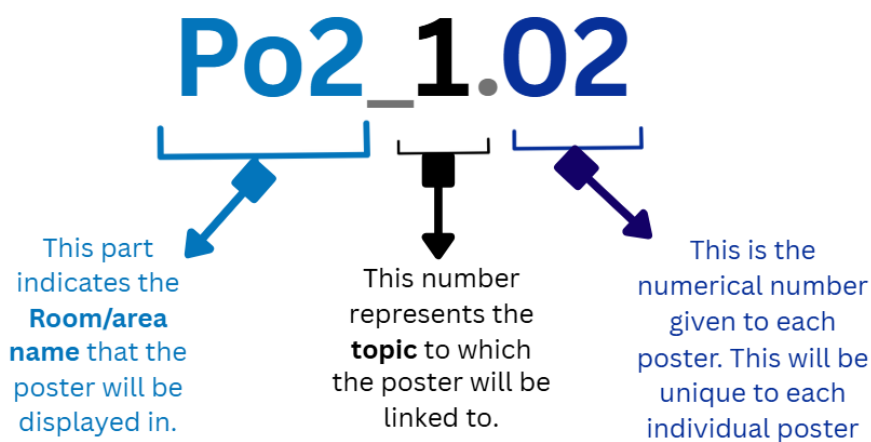 Po2_1.02
This part
indicates the
Room/area
name that the
poster will be
displayed in.
This number
represents the
topic to which
the poster will be
linked to.
This is the
numerical number
given to each
poster. This will be
unique to each
individual poster